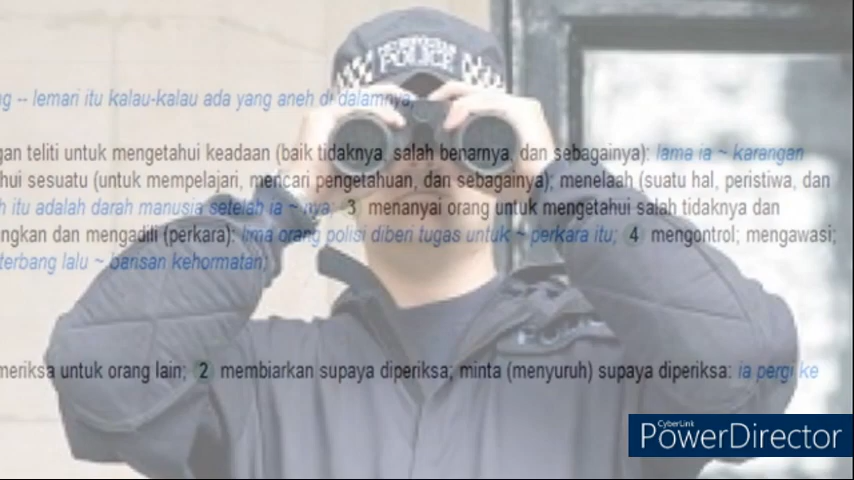 METROPOLITAN
POLICE
ng -- lemari itu kalau-kalau ada yang aneh di dalamnya;
gan teliti untuk mengetahui keadaan (baik tidaknya, salah benarnya, dan sebagainya): lama ia ~ karangan
hui sesuatu (untuk mempelajari, mencari pengetahuan, dan sebagainya); menelaah (suatu hal, peristiwa, dan
h itu adalah darah manusia setelah ia ~ nya; 3 menanyai orang untuk mengetahui salah tidaknya dan
ngkan dan mengadili (perkara): lima orang polisi diberi tugas untuk ~ perkara itu; 4 mengontrol; mengawasi;
terbang lalu ~ barisan kehormatan;
meriksa untuk orang lain; 2 membiarkan supaya diperiksa; minta (menyuruh) supaya diperiksa: ia pergi ke
CyberLink
PowerDirector